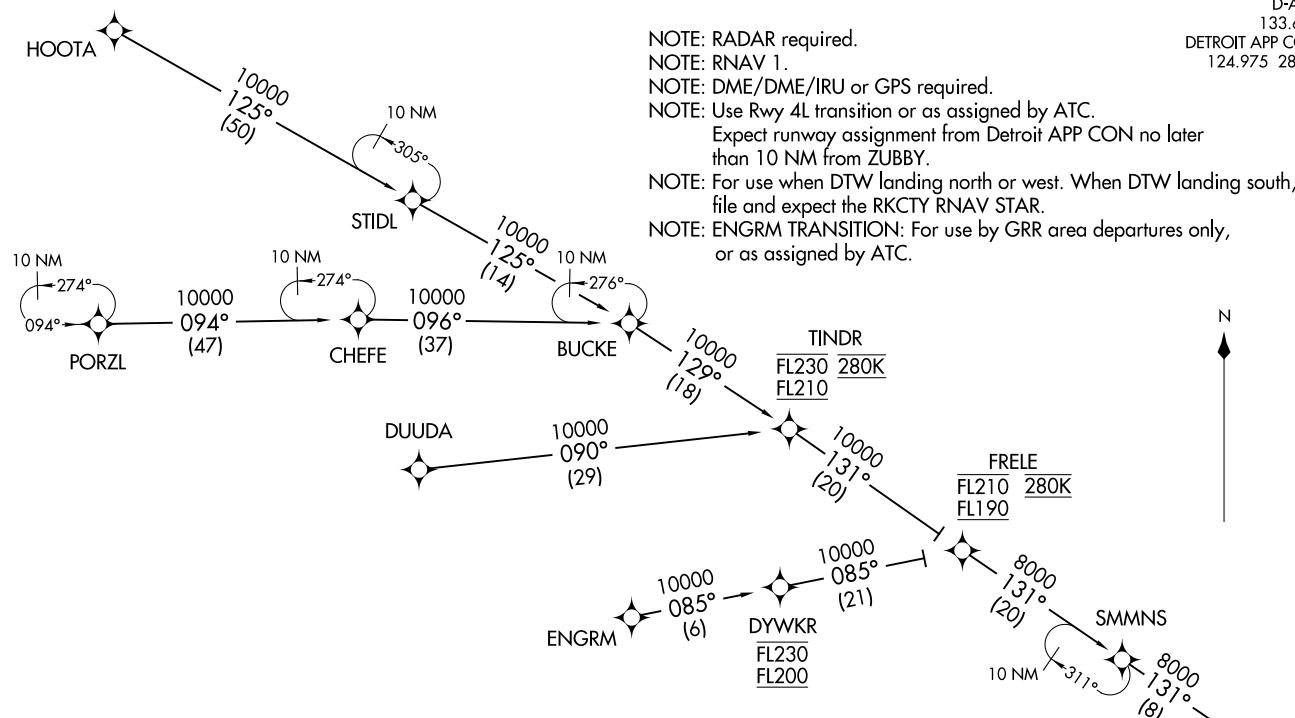 HOOTA
10000
125°
(50)
10 NM
305°
STIDL
10000
125°
(14)
NOTE: RADAR required.
NOTE: RNAV 1.
NOTE: DME/DME/IRU or GPS required.
NOTE: Use Rwy 4L transition or as assigned by ATC.
Expect runway assignment from Detroit APP CON no later
than 10 NM from ZUBBY.
NOTE: For use when DTW landing north or west. When DTW landing south,
file and expect the RKCTY RNAV STAR.
NOTE: ENGRM TRANSITION: For use by GRR area departures only,
or as assigned by ATC.
133.6
DETROIT APP
124.975 28
10 NM
274°
094°
PORZL
10000
094°
(47)
10 NM
274°
CHEFE
10000
096°
(37)
10 NM
276°
BUCKE
10000
129°
(18)
TINDR
FL230 280K
FL210
N
DUUDA
10000
090°
(29)
10000
131°
(20)
FRELE
FL210 280K
FL190
ENGRM
10000
085°
(6)
DYWKR
FL230
FL200
10000
085°
(21)
8000
131°
(20)
SMMNS
10 NM
311°
8000
131°
(8)